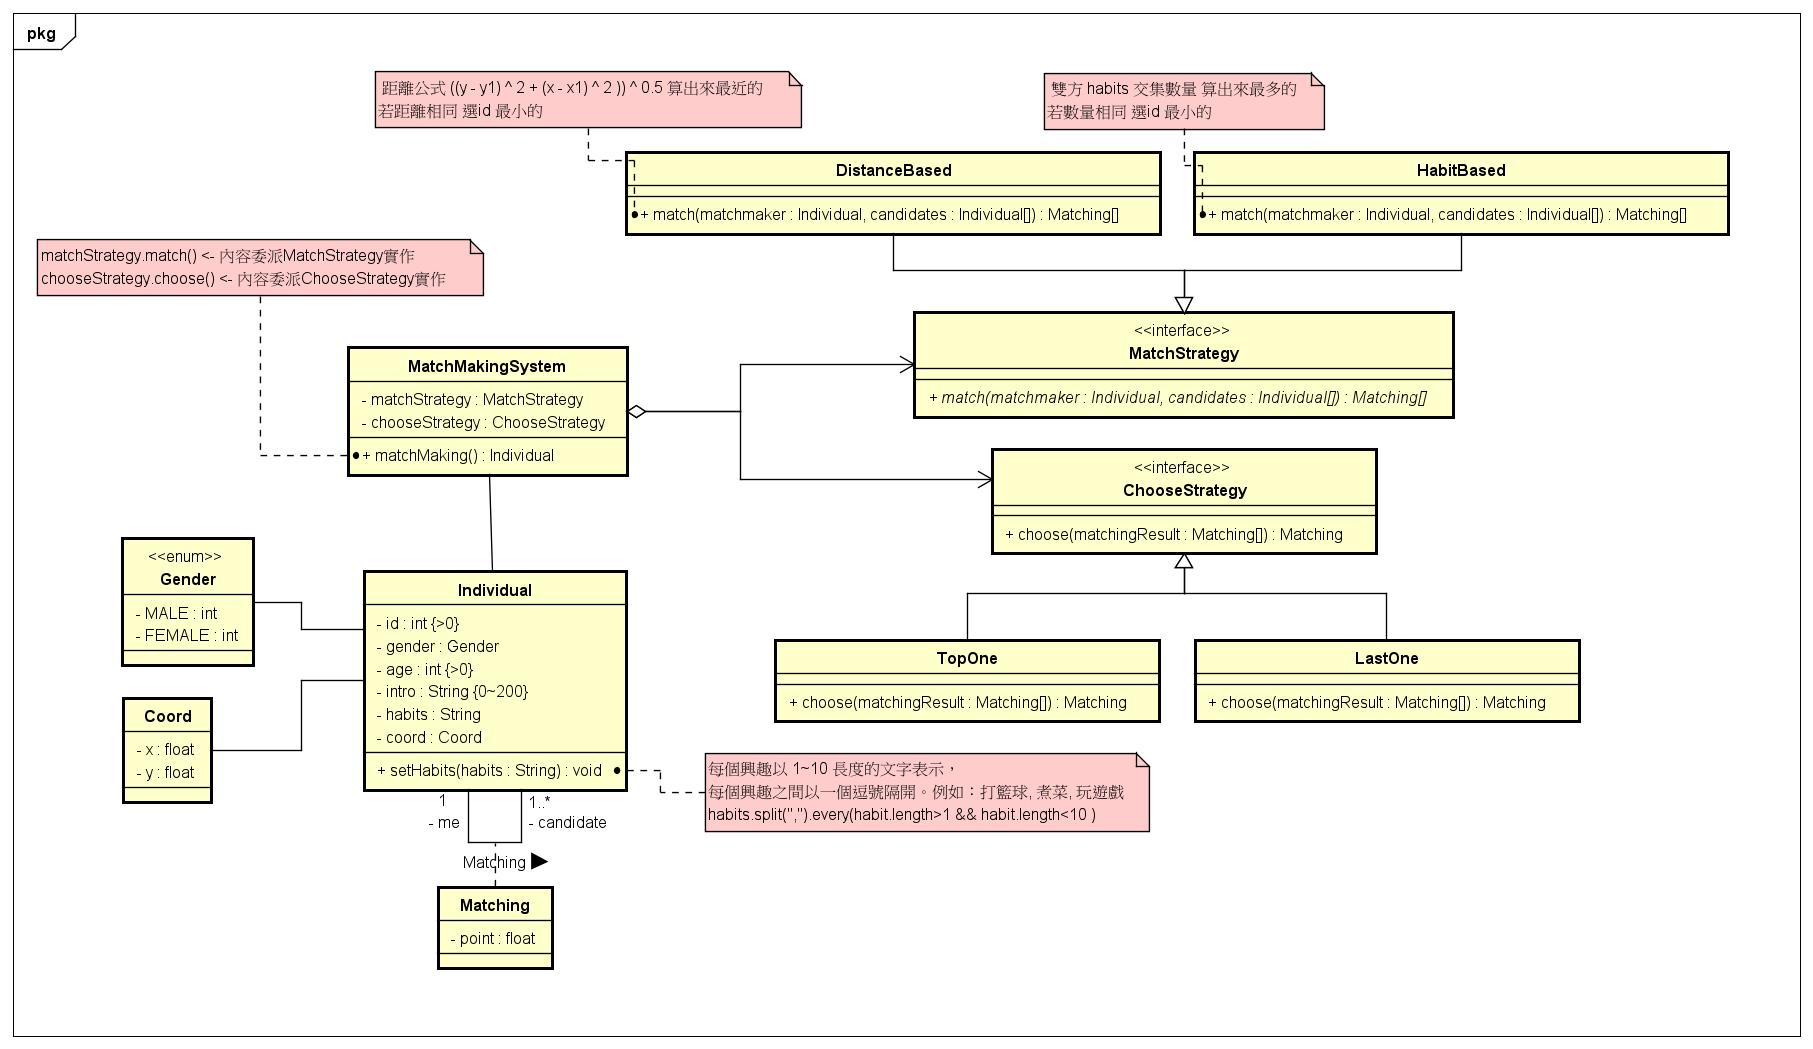 pkg
距離公式 ((y - y1) ^ 2 + (x - x1) ^ 2 )) ^ 0.5 算出來最近的
若距離相同 選id 最小的
雙方 habits 交集數量 算出來最多的
若數量相同 選id 最小的
DistanceBased
+ match(matchmaker : Individual, candidates : Individual[]) : Matching[]
HabitBased
+ match(matchmaker : Individual, candidates : Individual[]) : Matching[]
matchStrategy.match() <- 內容委派MatchStrategy實作
chooseStrategy.choose() <- 內容委派ChooseStrategy實作
<<interface>>
MatchStrategy
+ match(matchmaker : Individual, candidates : Individual[]) : Matching[]
MatchMakingSystem
- matchStrategy : MatchStrategy
- chooseStrategy : ChooseStrategy
+ matchMaking() : Individual
<<interface>>
ChooseStrategy
+ choose(matchingResult : Matching[]) : Matching
<<enum>>
Gender
- MALE : int
- FEMALE : int
Individual
- id : int {>0}
- gender : Gender
- age : int {>0}
- intro : String {0~200}
- habits : String
- coord : Coord
+ setHabits(habits : String) : void
TopOne
+ choose(matchingResult : Matching[]) : Matching
LastOne
+ choose(matchingResult : Matching[]) : Matching
Coord
- x : float
- y : float
每個興趣以 1~10 長度的文字表示，
每個興趣之間以一個逗號隔開。例如：打籃球, 煮菜, 玩遊戲
habits.split(",").every(habit.length>1 && habit.length<10 )
1
- me
1..*
- candidate
Matching ▶
Matching
- point : float